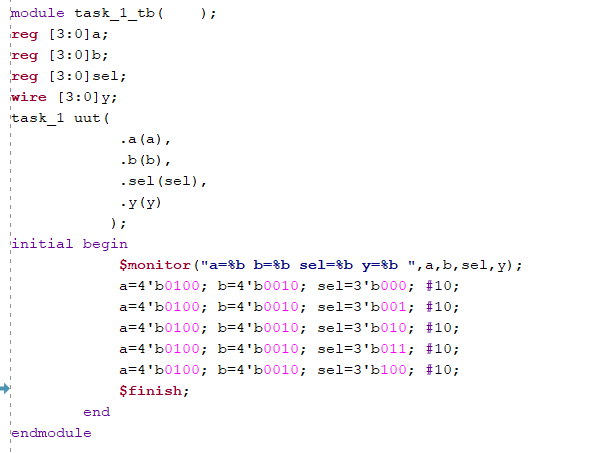 module task_1_tb(    );
reg [3:0]a;
reg [3:0]b;
reg [3:0]sel;
wire [3:0]y;
task_1 uut(
.a(a),
.b(b),
.sel(sel),
.y(y)
);
initial begin
$monitor("a=%b b=%b sel=%b y=%b ",a,b,sel,y);
a=4'b0100; b=4'b0010; sel=3'b000; #10;
a=4'b0100; b=4'b0010; sel=3'b001; #10;
a=4'b0100; b=4'b0010; sel=3'b010; #10;
a=4'b0100; b=4'b0010; sel=3'b011; #10;
a=4'b0100; b=4'b0010; sel=3'b100; #10;
$finish;
end
endmodule